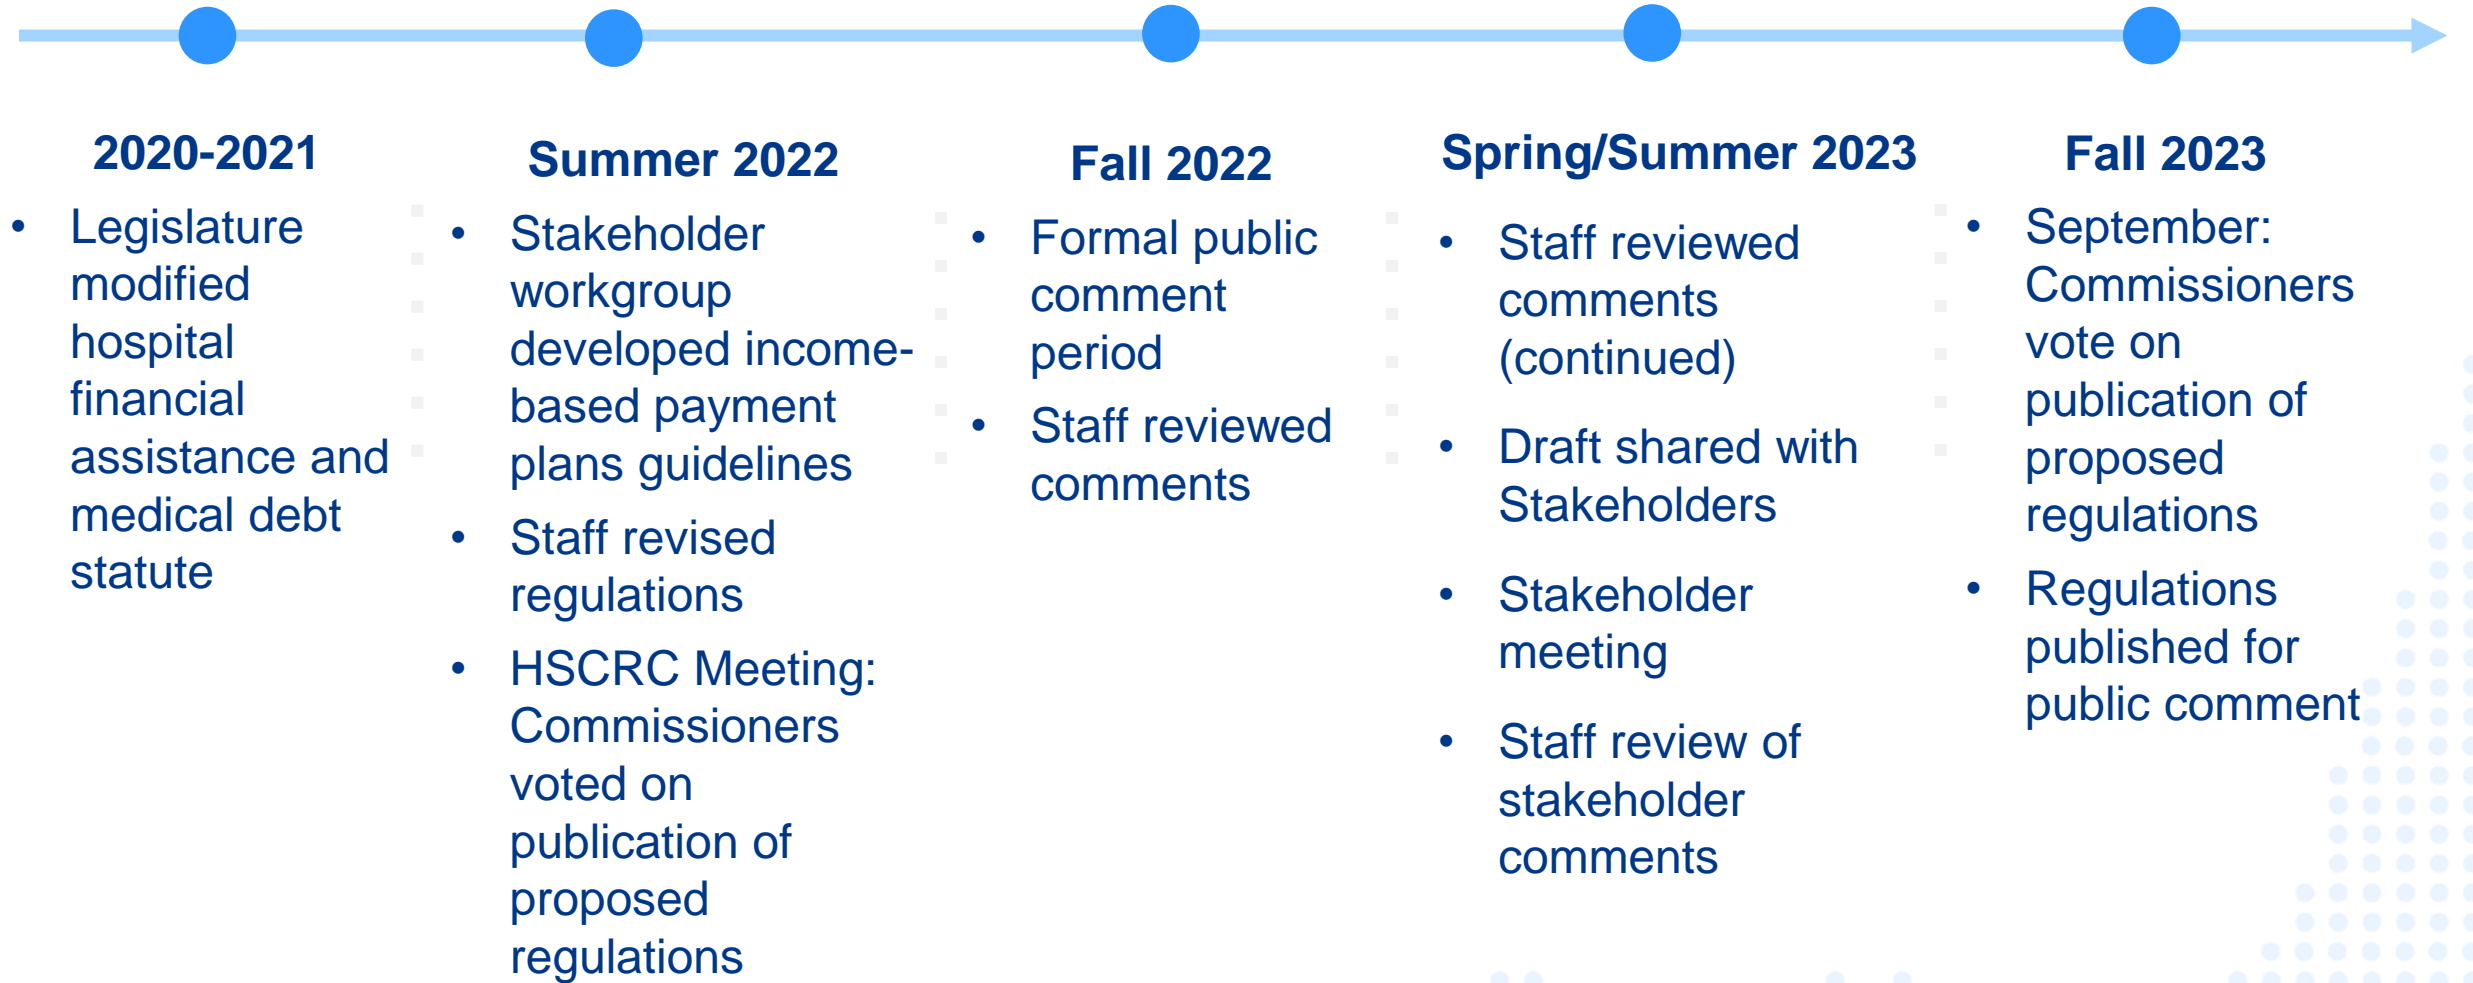 2020-2021
• Legislature
modified
hospital
financial
assistance and
medical debt
statute
Summer 2022
• Stakeholder
workgroup
developed income-
based payment
plans guidelines
• Staff revised
regulations
• HSCRC Meeting:
Commissioners
voted on
publication of
proposed
regulations
Fall 2022
• Formal public
comment
period
• Staff reviewed
comments
Spring/Summer 2023
• Staff reviewed
comments
(continued)
• Draft shared with
Stakeholders
• Stakeholder
meeting
• Staff review of
stakeholder
comments
Fall 2023
• September:
Commissioners
vote on
publication of
proposed
regulations
• Regulations
published for
public comment